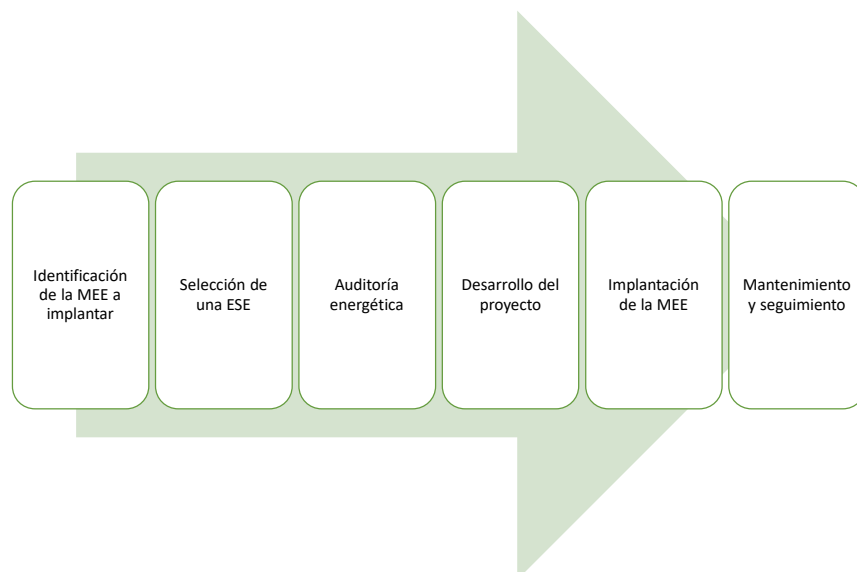 Identificación
de la MEE a
implantar
Selección de
una ESE
Auditoría
energética
Desarrollo del
proyecto
Implantación
de la MEE
Mantenimiento
y seguimiento